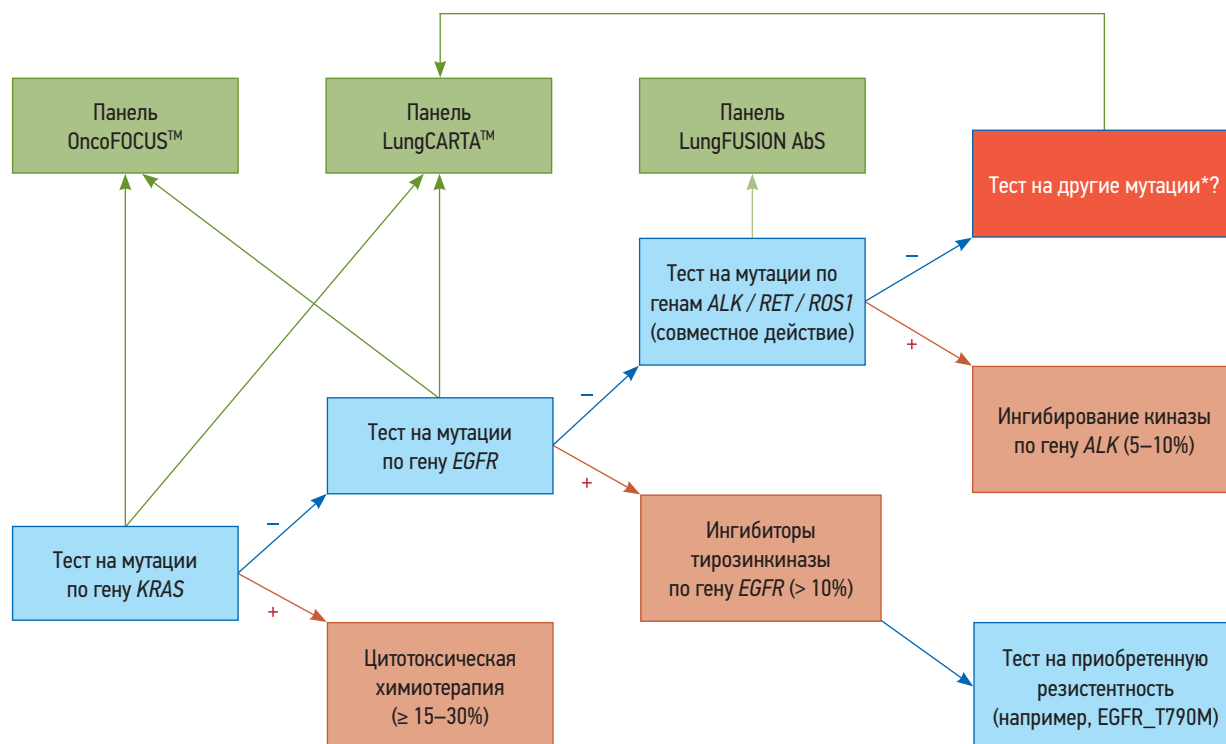 Панель
OncoFOCUS™
Панель
LungCARTA™
Панель
LungFUSION AbS
Тест на другие мутации*?
Тест на мутации по
генам ALK / RET / ROS1
(совместное действие)
–
+
Ингибирование киназы
по гену ALK (5–10%)
Тест на мутации
по гену EGFR
–
+
Ингибиторы
тирозинкиназы
по гену EGFR (> 10%)
Тест на мутации
по гену KRAS
–
+
Цитотоксическая
химиотерапия
(≥ 15–30%)
Тест на приобретенную
резистентность
(например, EGFR_T790M)